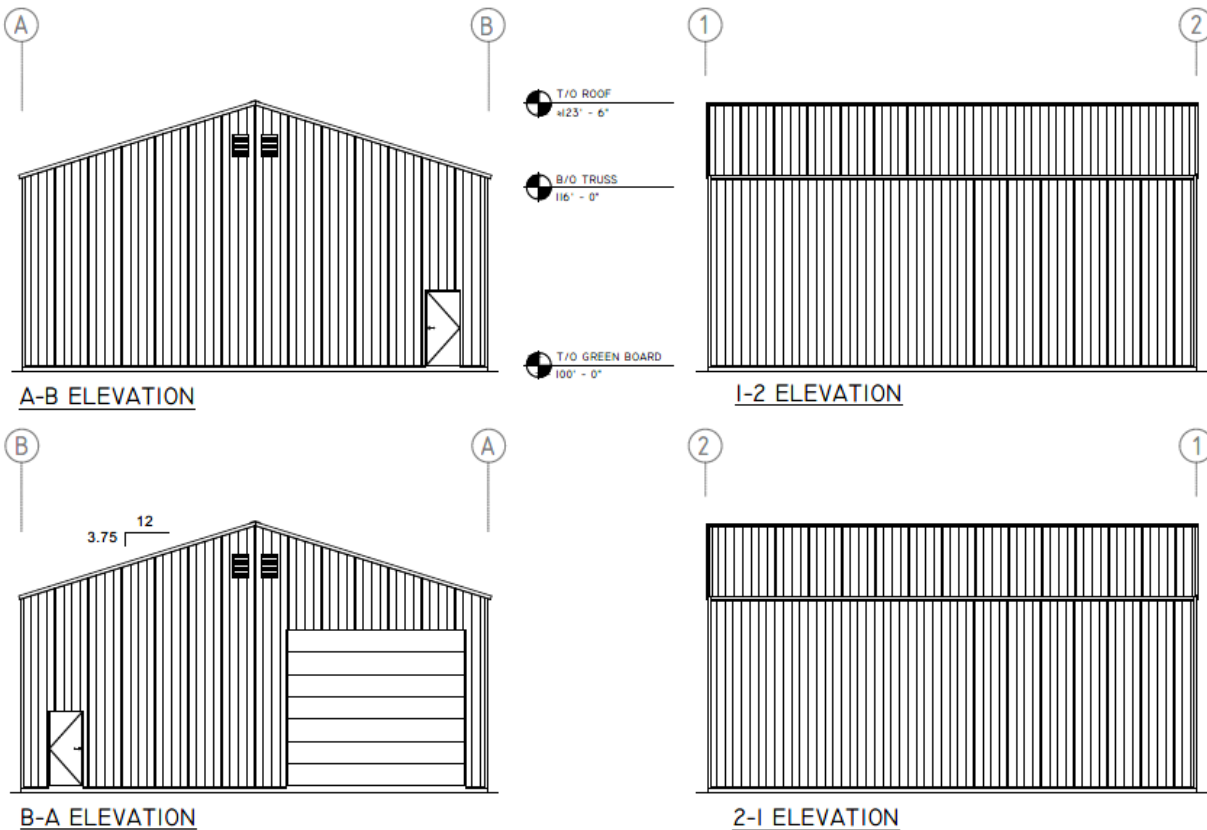 A
B
T/O ROOF
±123' - 6"
B/O TRUSS
116' - 0"
T/O GREEN BOARD
100' - 0"
A-B ELEVATION
1
2
1-2 ELEVATION
B
A
12
3.75
B-A ELEVATION
2
1
2-1 ELEVATION